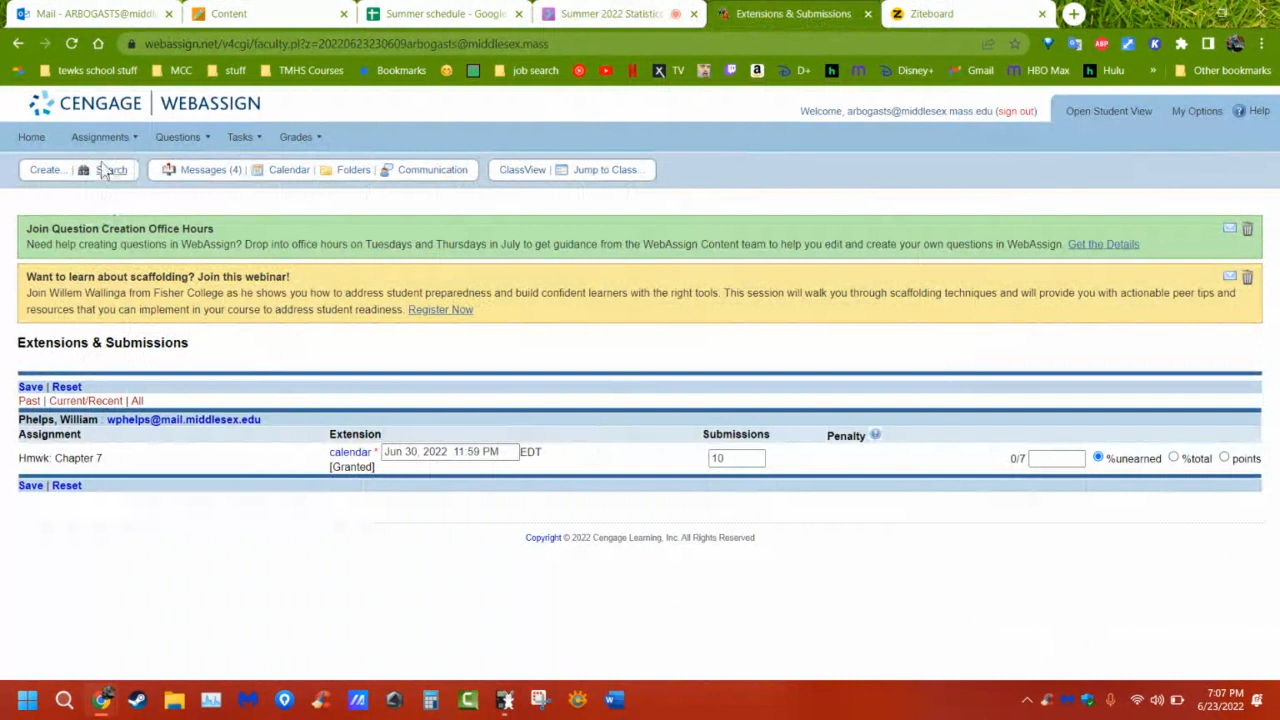 Mail - ARBOGASTS@middl
Content
Summer schedule - Google
Summer 2022 Statistic
Extensions & Submissions
Ziteboard
webassign.net/v4cgi/faculty.pl?z=20220623230609arbogasts@middlesex.mass
tewks school stuff
MCC
stuff
TMHS Courses
Bookmarks
job search
TV
D+
Disney+
Gmail
HBO Max
Hulu
»
Other bookmarks
CENGAGE | WEBASSIGN
Welcome, arbogasts@middlesex.mass.edu (sign out)
Open Student View
My Options
Help
Home
Assignments
Questions
Tasks
Grades
Create... | Search
Messages (4) | Calendar | Folders | Communication
ClassView | Jump to Class...
Join Question Creation Office Hours
Need help creating questions in WebAssign? Drop into office hours on Tuesdays and Thursdays in July to get guidance from the WebAssign Content team to help you edit and create your own questions in WebAssign. Get the Details
Want to learn about scaffolding? Join this webinar!
Join Willem Wallinga from Fisher College as he shows you how to address student preparedness and build confident learners with the right tools. This session will walk you through scaffolding techniques and will provide you with actionable peer tips and
resources that you can implement in your course to address student readiness. Register Now
Extensions & Submissions
Save | Reset
Past | Current/Recent | All
Phelps, William : wphelps@mail.middlesex.edu
Assignment Extension Submissions Penalty
Hmwk: Chapter 7 calendar * Jun 30, 2022 11:59 PM EDT 10 0/7 %unearned %total points
[Granted]
Save | Reset
Copyright © 2022 Cengage Learning, Inc. All Rights Reserved
7:07 PM
6/23/2022